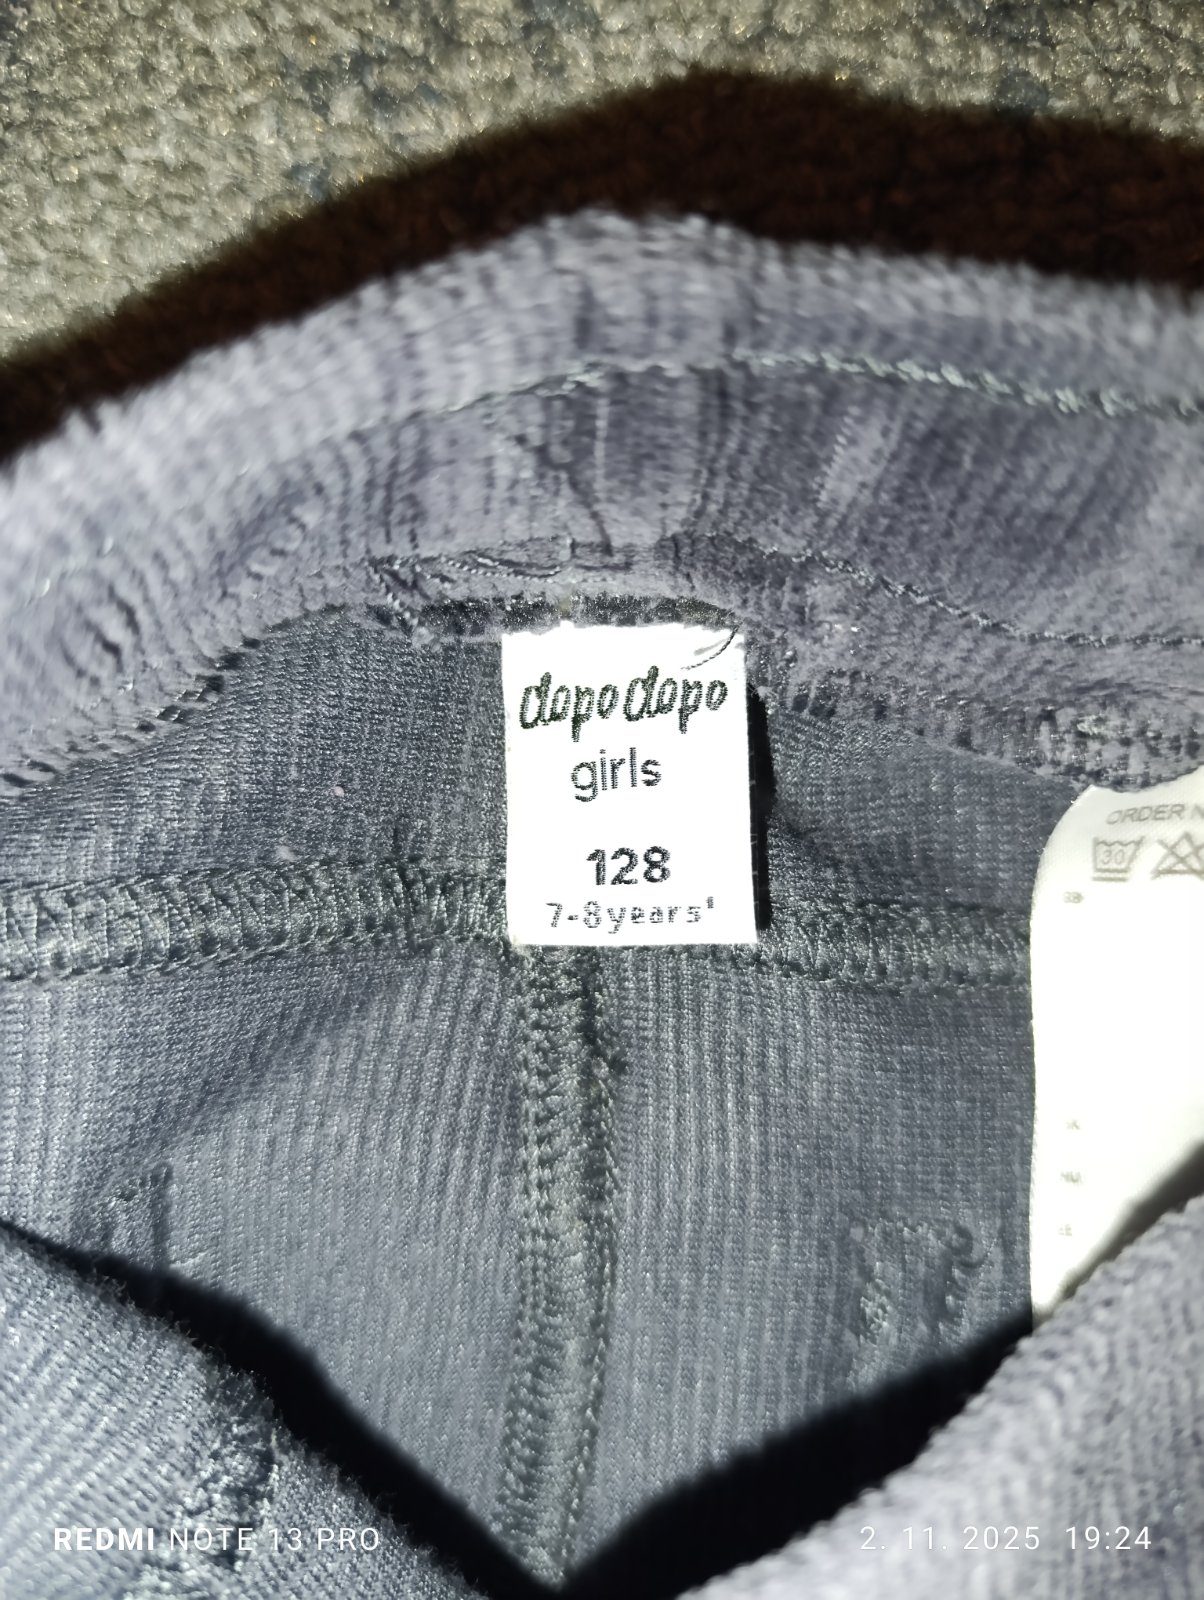 dopodopo
girls
128
7-8years'
ORDER
30
REDMI NOTE 13 PRO
2. 11. 2025 19:24